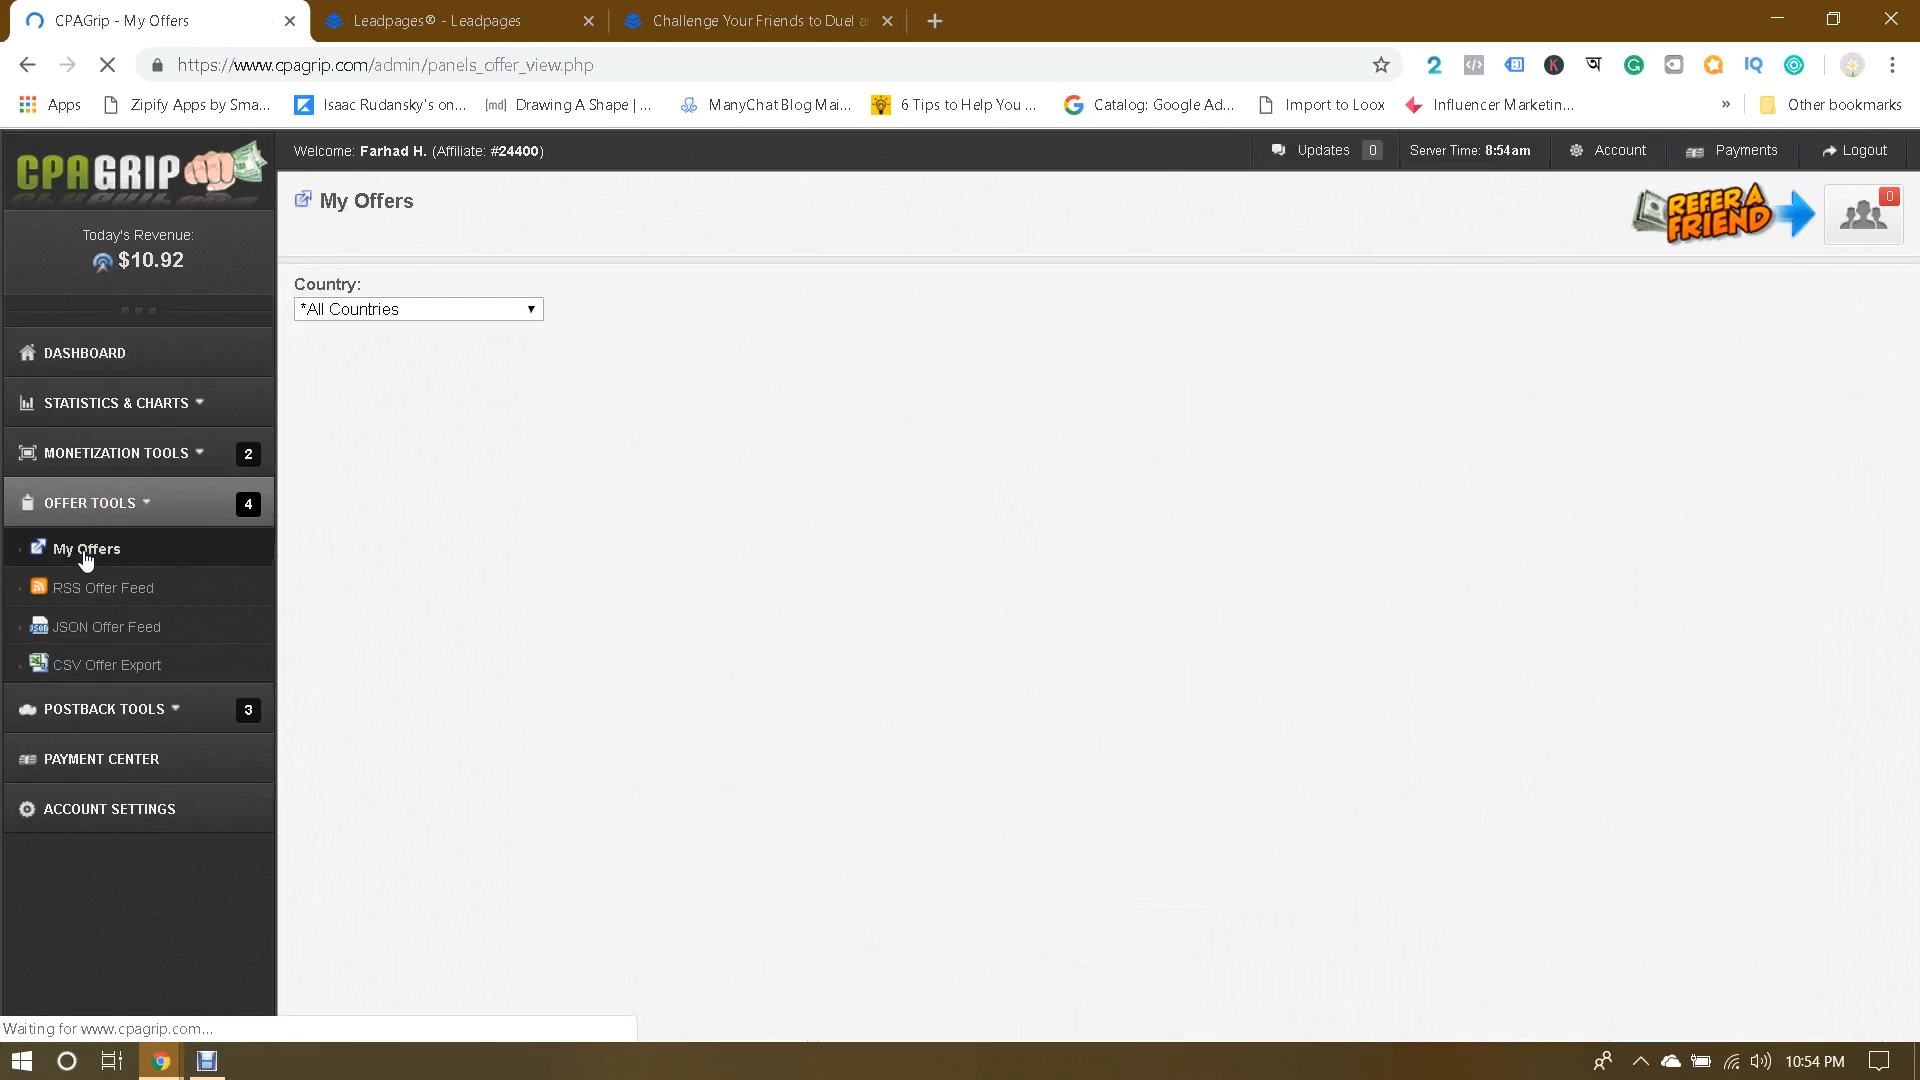 CPAGrip - My Offers
Leadpages® - Leadpages
Challenge Your Friends to Duel a
https://www.cpagrip.com/admin/panels_offer_view.php
Apps
Zipify Apps by Sma...
Isaac Rudansky's on...
[md] Drawing A Shape | ...
ManyChat Blog Mai...
6 Tips to Help You ...
Catalog: Google Ad...
Import to Loox
Influencer Marketin...
»
Other bookmarks
CPAGRIP
Welcome: Farhad H. (Affiliate: #24400)
Updates 0
Server Time: 8:54am
Account
Payments
Logout
My Offers
REFER A FRIEND
0
Today's Revenue:
$10.92
Country:
*All Countries
DASHBOARD
STATISTICS & CHARTS
MONETIZATION TOOLS 2
OFFER TOOLS 4
My Offers
RSS Offer Feed
JSON Offer Feed
CSV Offer Export
POSTBACK TOOLS 3
PAYMENT CENTER
ACCOUNT SETTINGS
Waiting for www.cpagrip.com...
10:54 PM